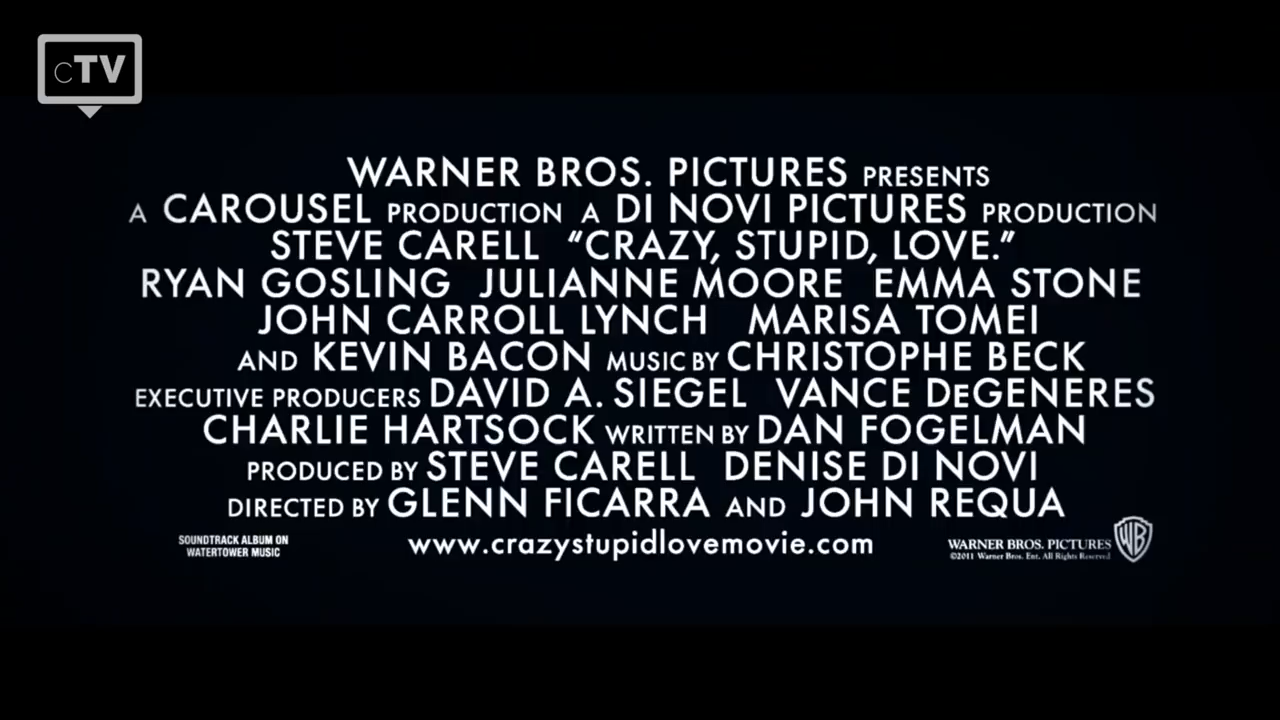 cTV
WARNER BROS. PICTURES PRESENTS
A CAROUSEL PRODUCTION A DI NOVI PICTURES PRODUCTION
STEVE CARELL "CRAZY, STUPID, LOVE."
RYAN GOSLING JULIANNE MOORE EMMA STONE
JOHN CARROLL LYNCH MARISA TOMEI
AND KEVIN BACON MUSIC BY CHRISTOPHE BECK
EXECUTIVE PRODUCERS DAVID A. SIEGEL VANCE DEGENERES
CHARLIE HARTSOCK WRITTEN BY DAN FOGELMAN
PRODUCED BY STEVE CARELL DENISE DI NOVI
DIRECTED BY GLENN FICARRA AND JOHN REQUA
SOUNDTRACK ALBUM ON
WATERTOWER MUSIC
www.crazystupidlovemovie.com
WARNER BROS. PICTURES
©2011 Warner Bros. Ent. All Rights Reserved
WB